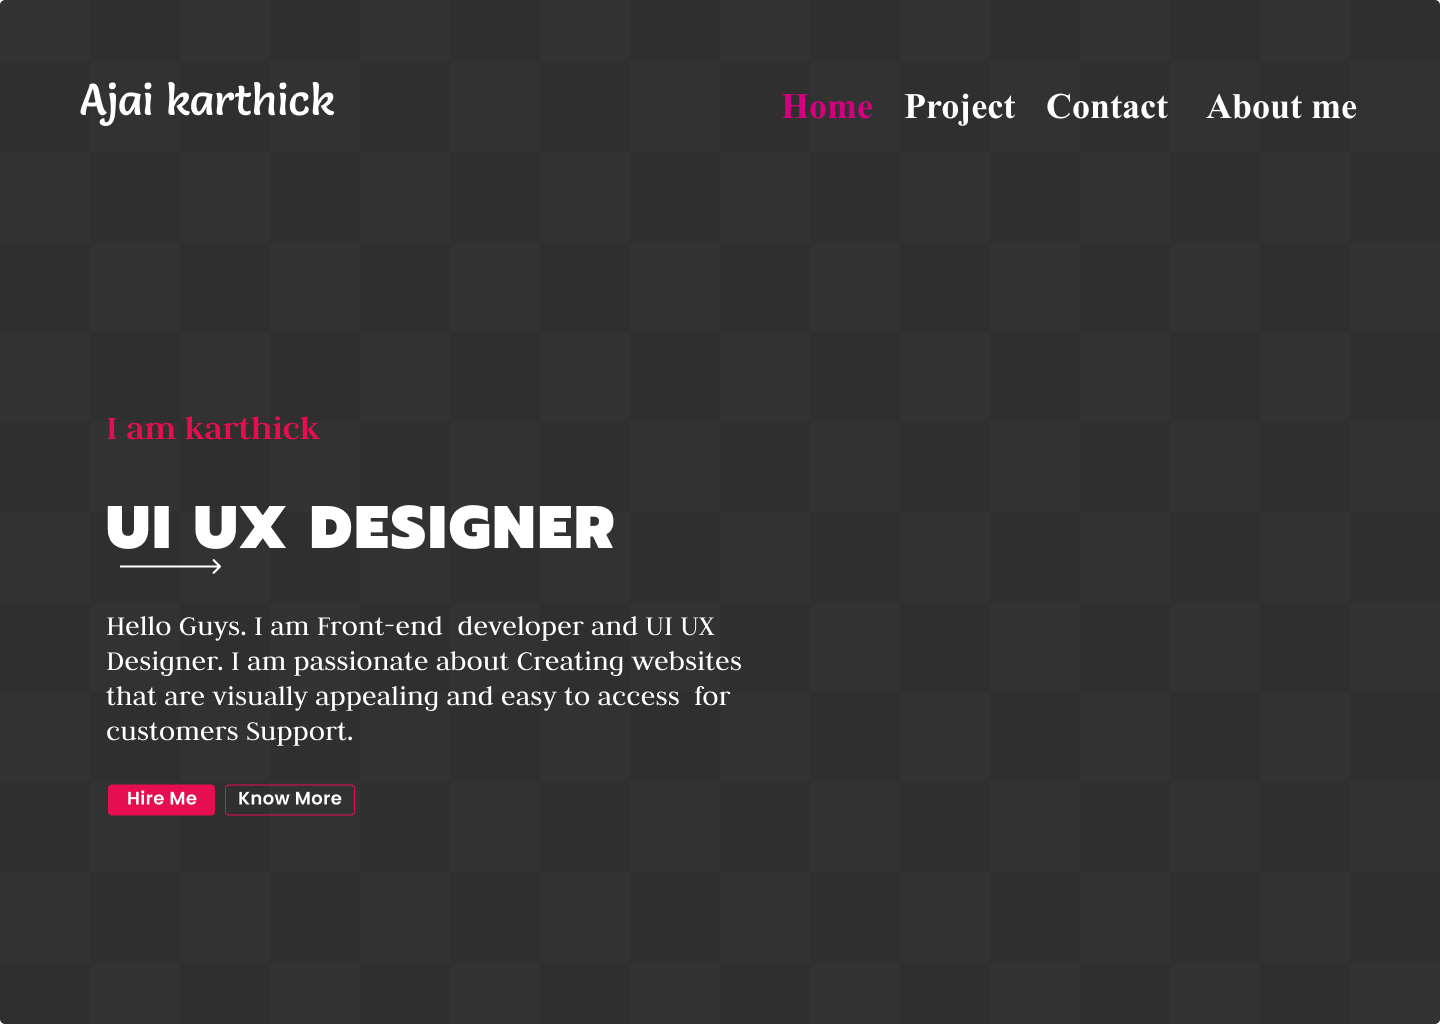 Ajai karthick
Home Project Contact About me
I am karthick
UI UX DESIGNER
Hello Guys. I am Front-end  developer and UI UX
Designer. I am passionate about Creating websites
that are visually appealing and easy to access  for
customers Support.
Hire Me Know More